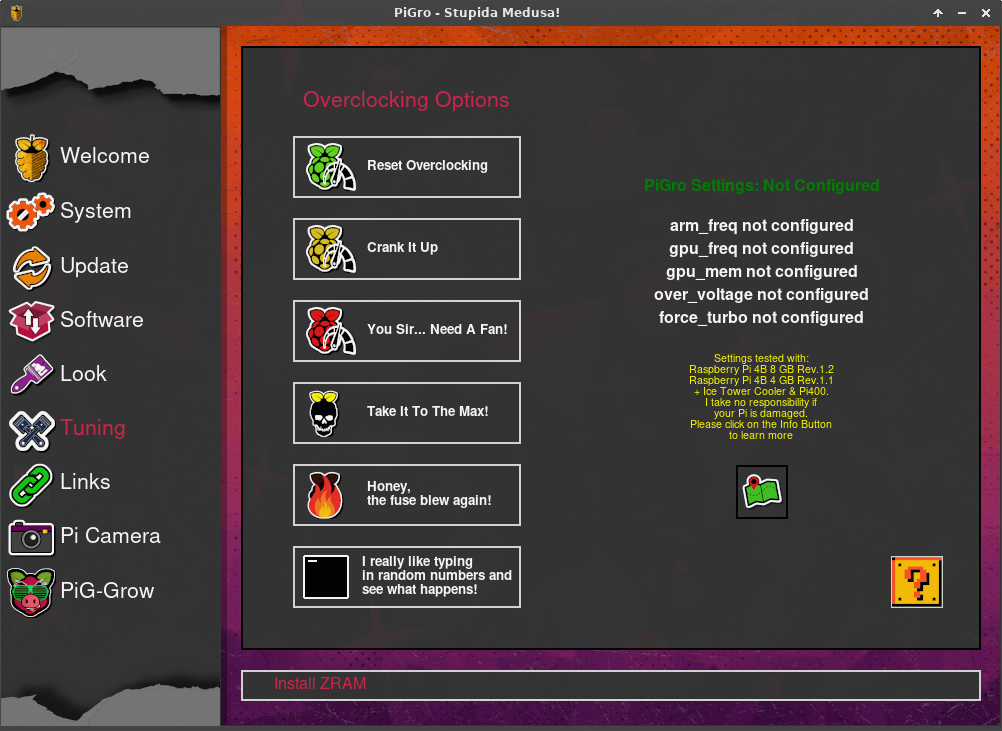 PiGro - Stupida Medusa!
Welcome
System
Update
Software
Look
Tuning
Links
Pi Camera
PiG-Grow
Overclocking Options
Reset Overclocking
Crank It Up
You Sir... Need A Fan!
Take It To The Max!
Honey,
the fuse blew again!
I really like typing
in random numbers and
see what happens!
PiGro Settings: Not Configured
arm_freq not configured
gpu_freq not configured
gpu_mem not configured
over_voltage not configured
force_turbo not configured
Settings tested with:
Raspberry Pi 4B 8 GB Rev.1.2
Raspberry Pi 4B 4 GB Rev.1.1
+ Ice Tower Cooler & Pi400.
I take no responsibility if
your Pi is damaged.
Please click on the Info Button
to learn more
?
Install ZRAM